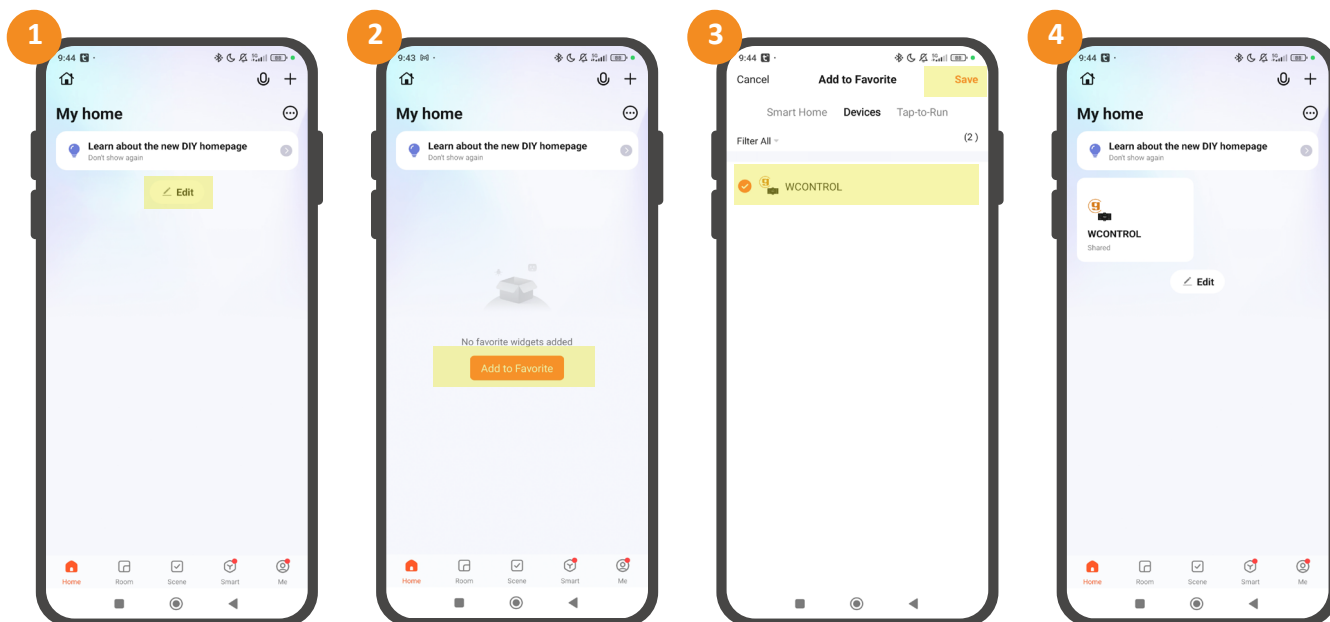 1
9:44
My home
Learn about the new DIY homepage
Don't show again
Edit
Home Room Scene Smart Me
2
9:43
My home
Learn about the new DIY homepage
Don't show again
No favorite widgets added
Add to Favorite
Home Room Scene Smart Me
3
9:44
Cancel Add to Favorite Save
Smart Home Devices Tap-to-Run
Filter All (2)
WCONTROL
4
9:44
My home
Learn about the new DIY homepage
Don't show again
WCONTROL
Shared
Edit
Home Room Scene Smart Me